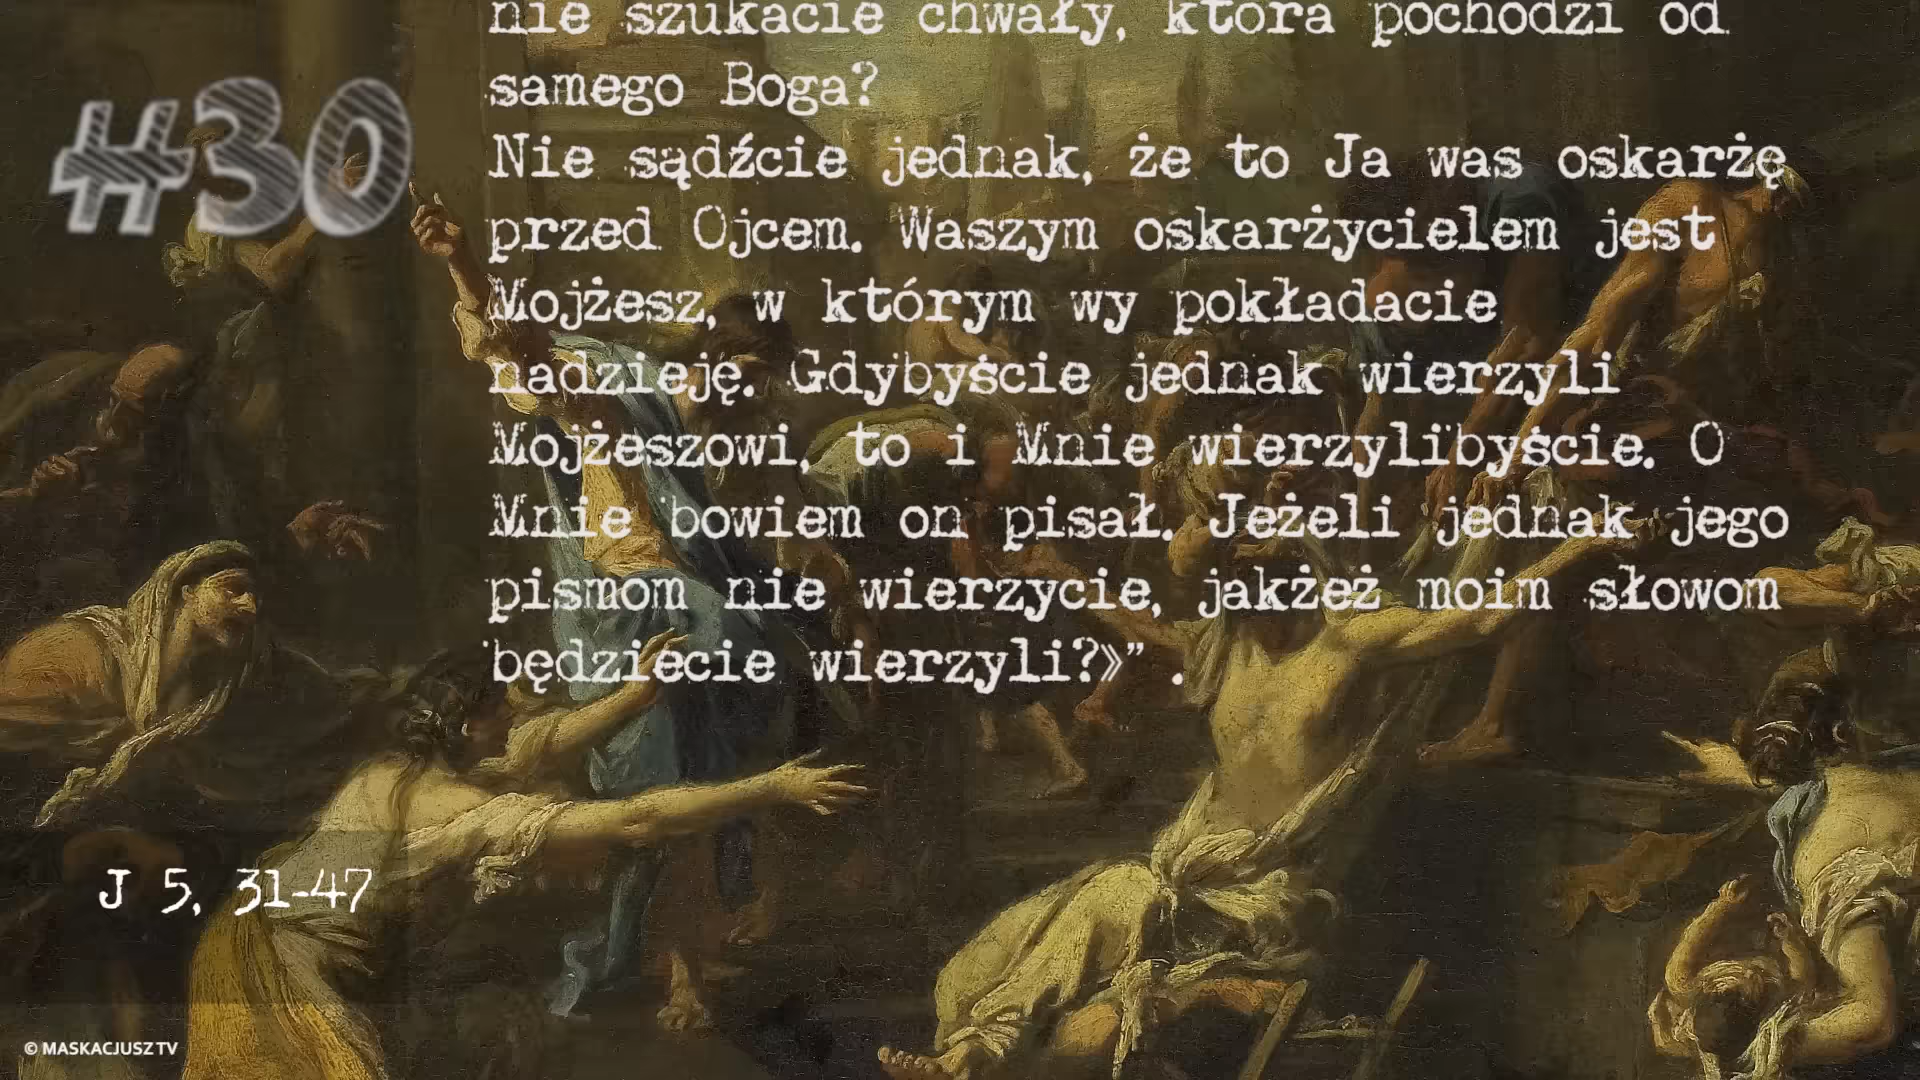 nie szukacie chwały, która pochodzi od
samego Boga?
Nie sądźcie jednak, że to Ja was oskarżę
przed Ojcem. Waszym oskarżycielem jest
Mojżesz, w którym wy pokładacie
nadzieję. Gdybyście jednak wierzyli
Mojżeszowi, to i Mnie wierzylibyście. O
Mnie bowiem on pisał. Jeżeli jednak jego
pismom nie wierzycie, jakżeż moim słowom
będziecie wierzyli?»” .
#30
J 5, 31-47
© MASKACJUSZ TV